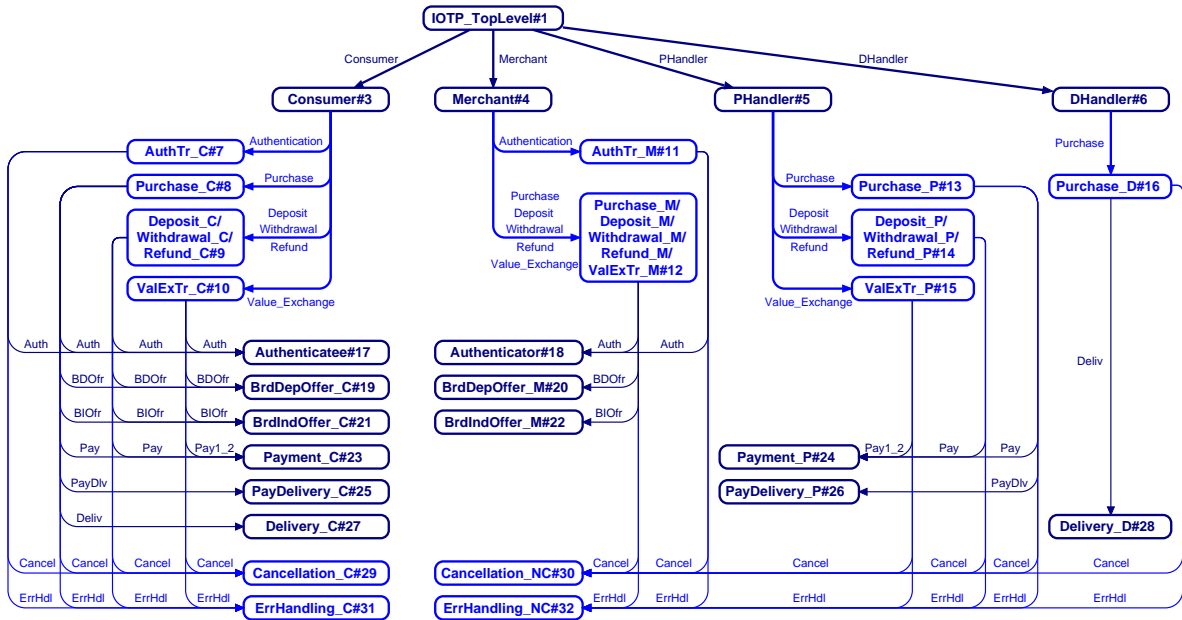 IOTP_TopLevel#1
Consumer
Merchant
PHandler
DHandler
Consumer#3
Merchant#4
PHandler#5
DHandler#6
Authentication
Authentication
Purchase
AuthTr_C#7
AuthTr_M#11
Purchase
Purchase
Purchase_C#8
Purchase_P#13
Purchase_D#16
Deposit_C/
Withdrawal_C/
Refund_C#9
Deposit
Withdrawal
Refund
Purchase
Deposit
Withdrawal
Refund
Value_Exchange
Purchase_M/
Deposit_M/
Withdrawal_M/
Refund_M/
ValExTr_M#12
Deposit
Withdrawal
Refund
Deposit_P/
Withdrawal_P/
Refund_P#14
ValExTr_C#10
Value_Exchange
Value_Exchange
ValExTr_P#15
Auth Auth Auth Auth Authenticatee#17
Authenticator#18 Auth Auth
Deliv
BDOfr BDOfr BDOfr BrdDepOffer_C#19
BrdDepOffer_M#20 BDOfr
BIOfr BIOfr BIOfr BrdIndOffer_C#21
BrdIndOffer_M#22 BIOfr
Pay Pay Pay1_2 Payment_C#23
Payment_P#24 Pay1_2 Pay Pay
PayDlv PayDelivery_C#25
PayDelivery_P#26 PayDlv
Deliv Delivery_C#27
Delivery_D#28
Cancel Cancel Cancel Cancel Cancellation_C#29
Cancellation_NC#30 Cancel Cancel Cancel Cancel Cancel Cancel
ErrHdl ErrHdl ErrHdl ErrHdl ErrHandling_C#31
ErrHandling_NC#32 ErrHdl ErrHdl ErrHdl ErrHdl ErrHdl ErrHdl